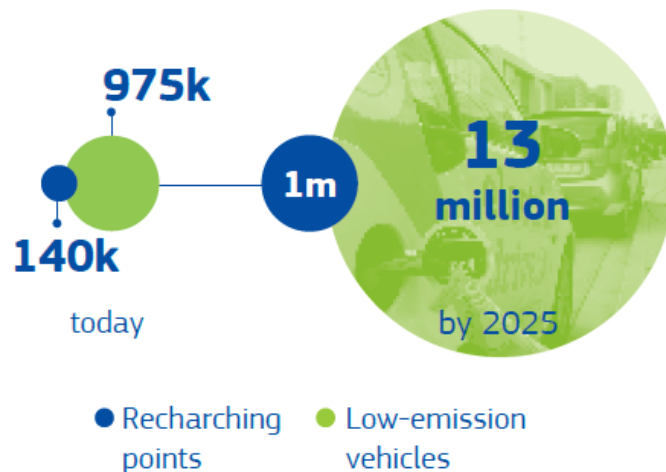 975k
140k
today
1m
13
million
by 2025
Recharching
points
Low-emission
vehicles